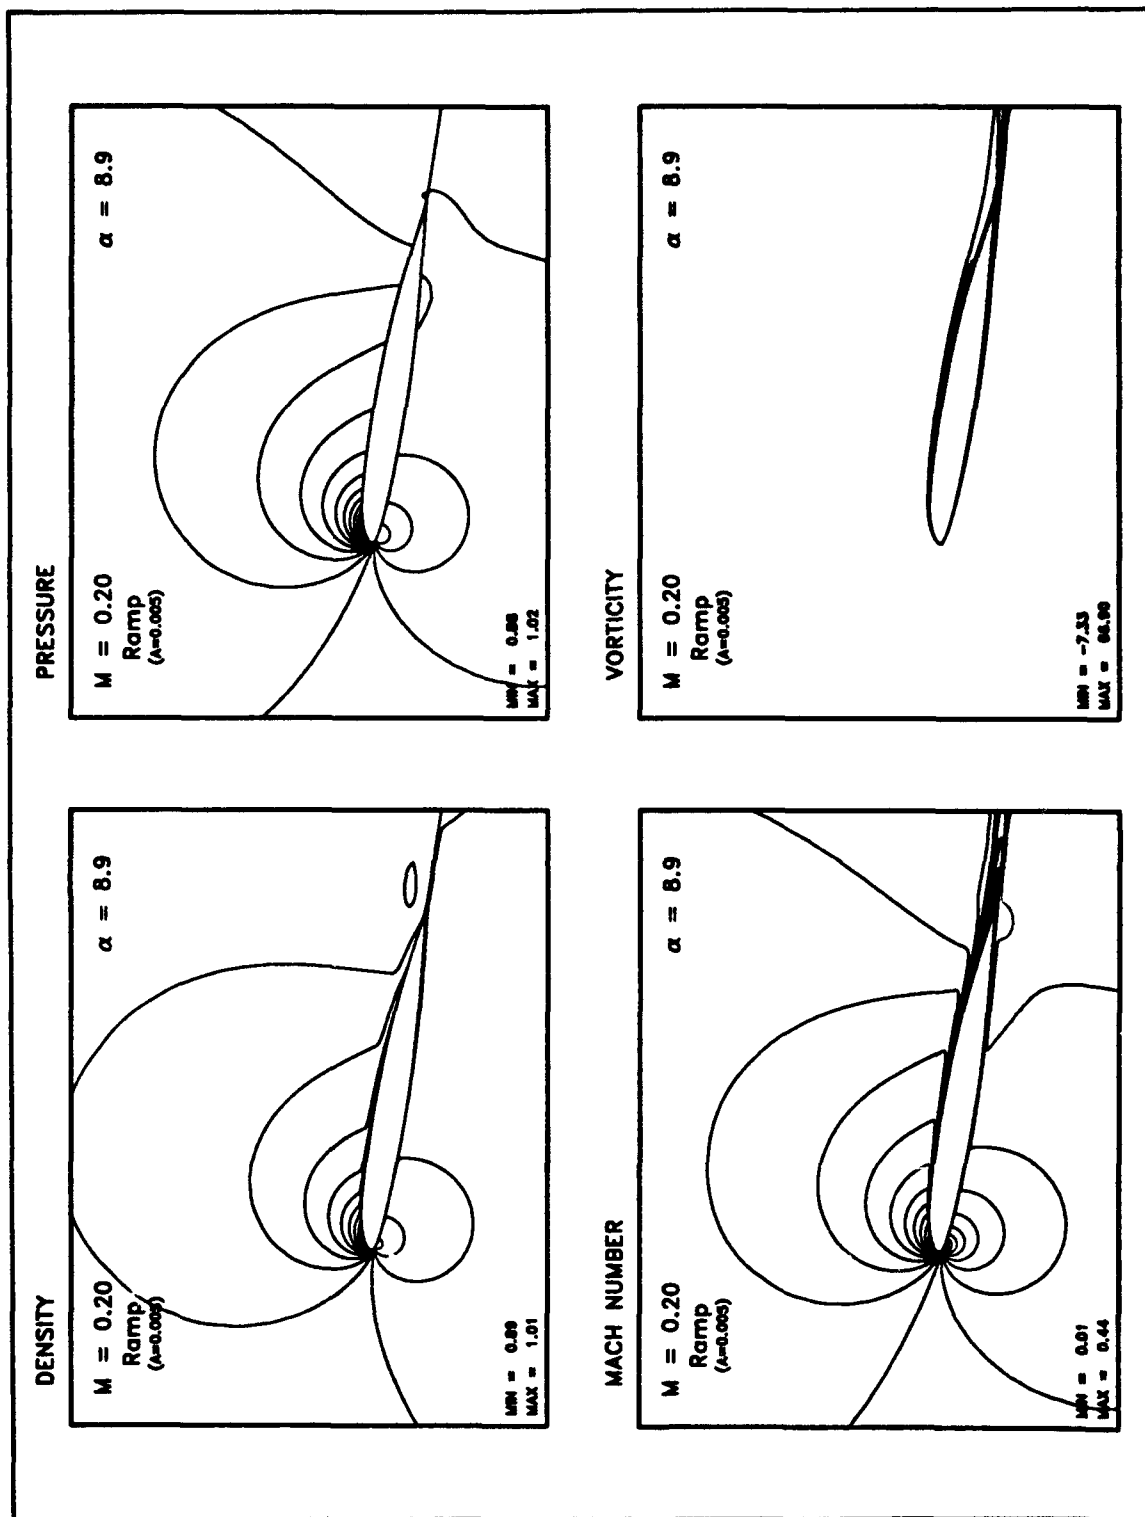 DENSITY
M = 0.20
Ramp
(A=0.005)
α = 8.9
MIN = 0.89
MAX = 1.01
PRESSURE
M = 0.20
Ramp
(A=0.005)
α = 8.9
MIN =
MAX = 1.02
MACH NUMBER
M = 0.20
Ramp
(A=0.005)
α = 8.9
MIN = 0.01
MAX = 0.44
VORTICITY
M = 0.20
Ramp
(A=0.005)
α = 8.9
MIN = -7.33
MAX =